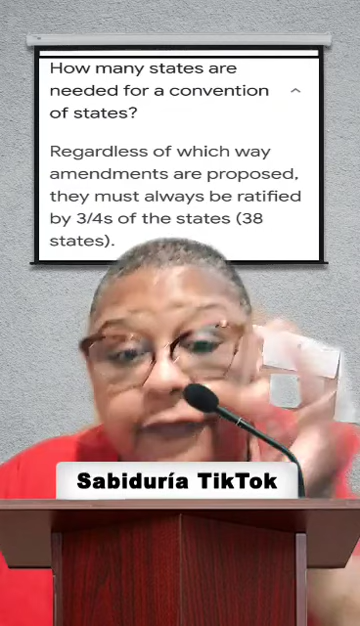 How many states are
needed for a convention
of states?
Regardless of which way
amendments are proposed,
they must always be ratified
by 3/4s of the states (38
states).
Sabiduría TikTok